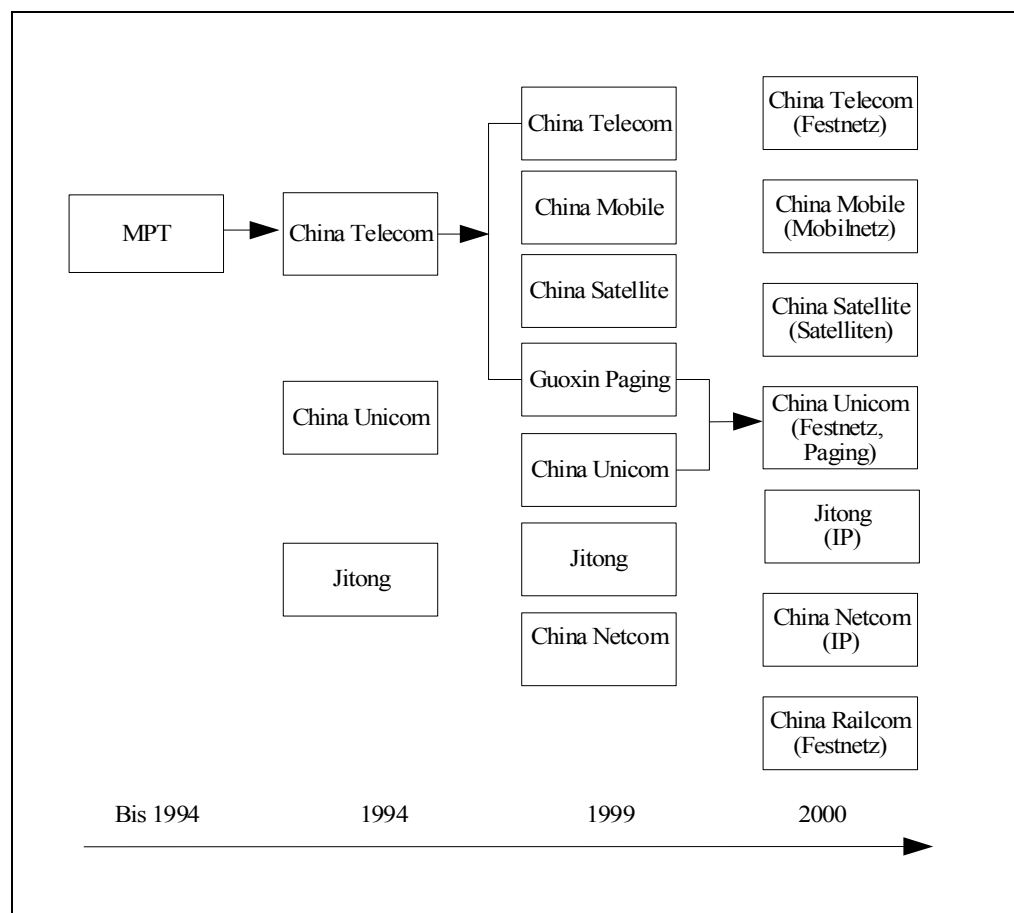 MPT
China Telecom
China Unicom
Jitong
China Telecom
China Mobile
China Satellite
Guoxin Paging
China Unicom
Jitong
China Netcom
China Telecom
(Festnetz)
China Mobile
(Mobilnetz)
China Satellite
(Satelliten)
China Unicom
(Festnetz,
Paging)
Jitong
(IP)
China Netcom
(IP)
China Railcom
(Festnetz)
Bis 1994
1994
1999
2000